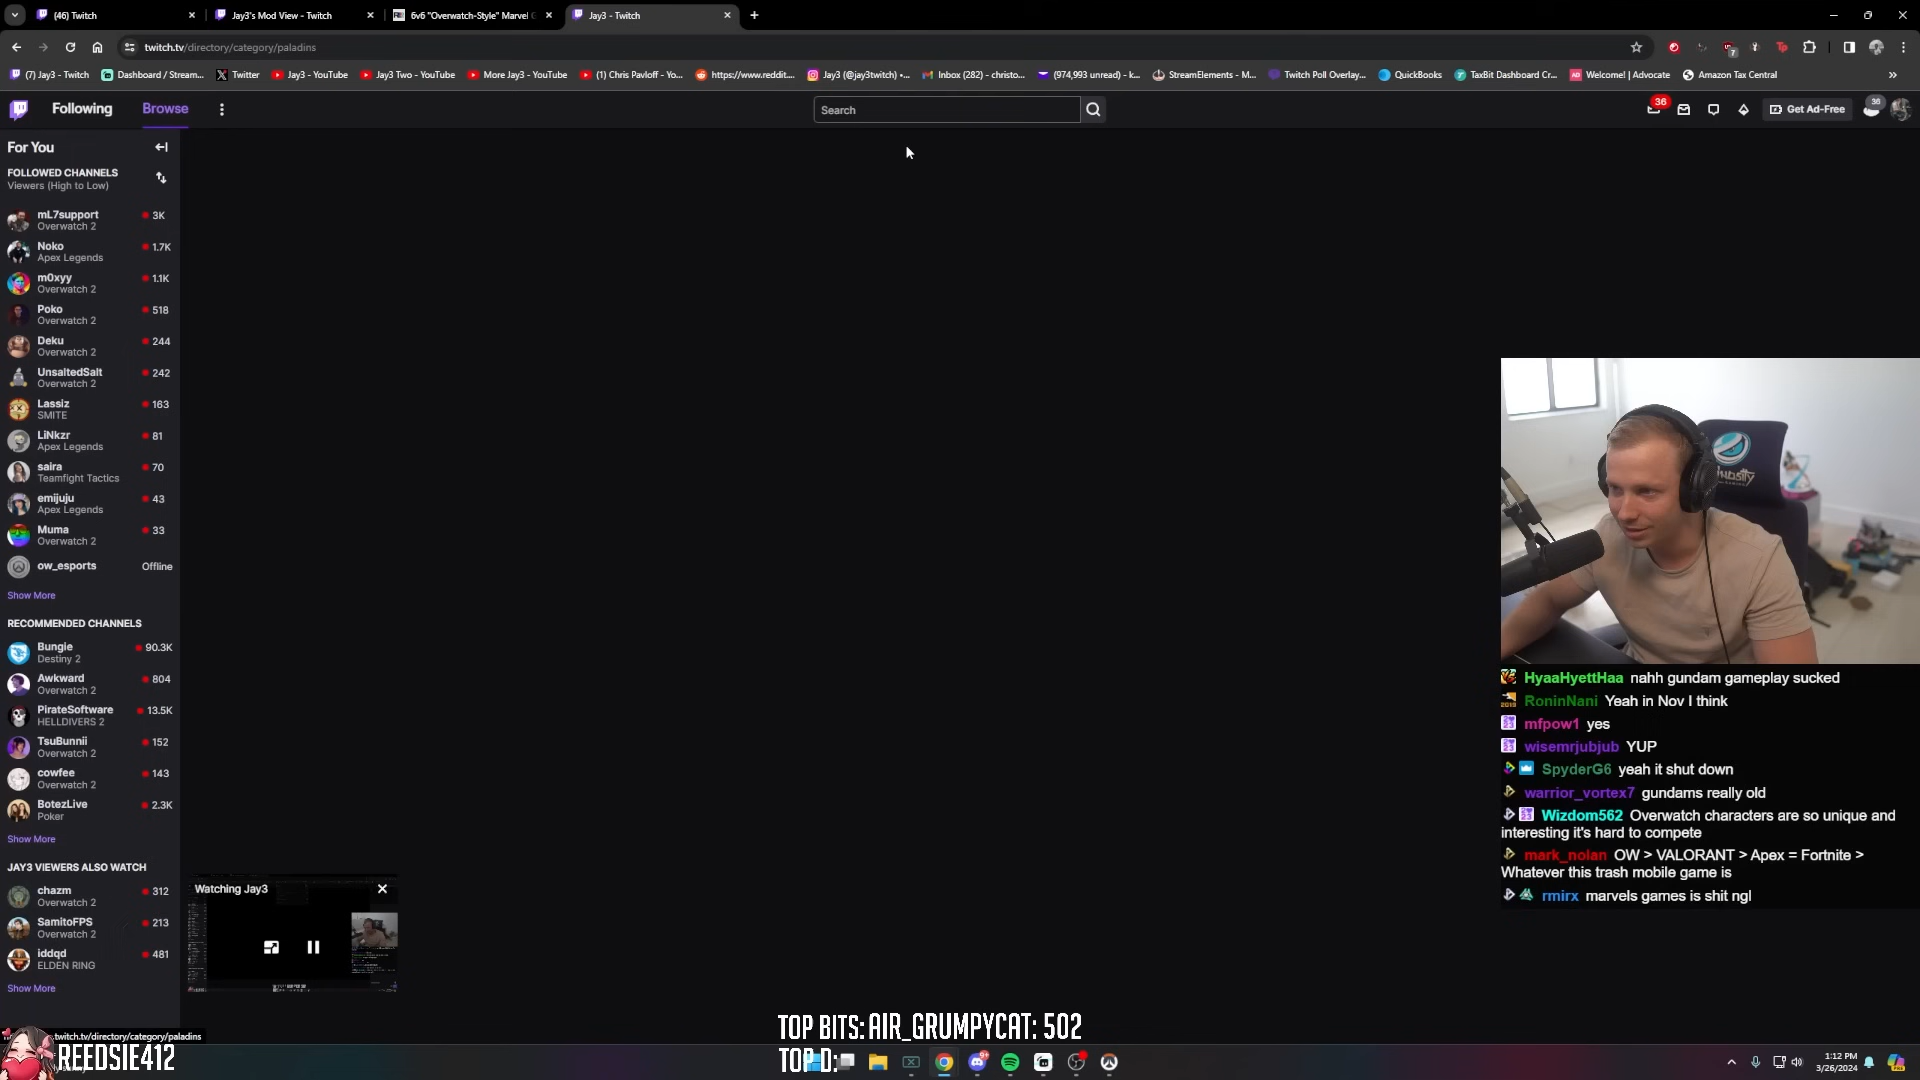 (46) Twitch
Jay3's Mod View - Twitch
6v6 "Overwatch-Style" Marvel
Jay3 - Twitch
twitch.tv/directory/category/paladins
(7) Jay3 - Twitch
Dashboard / Stream...
Twitter
Jay3 - YouTube
Jay Two - YouTube
More Jay3 - YouTube
(1) Chris Pavloff - Yo...
https://www.reddit....
Jay3 (@jay3twitch) •...
Inbox (282) - christo...
(974,993 unread) - k...
StreamElements - M...
Twitch Poll Overlay...
QuickBooks
TaxBit Dashboard Cr...
Welcome! | Advocate
Amazon Tax Central
Following
Browse
Search
36
Get Ad-Free
36
For You
FOLLOWED CHANNELS
Viewers (High to Low)
mL7support 3K
Overwatch 2
Noko 1.7K
Apex Legends
m0xyy 1.1K
Overwatch 2
Poko 518
Overwatch 2
Deku 244
Overwatch 2
UnsaltedSalt 242
Overwatch 2
Lassiz 163
SMITE
LiNkzr 81
Apex Legends
saira 70
Teamfight Tactics
emijuju 43
Apex Legends
Muma 33
Overwatch 2
ow_esports Offline
Show More
RECOMMENDED CHANNELS
Bungie 90.3K
Destiny 2
Awkward 804
Overwatch 2
PirateSoftware 13.5K
HELLDIVERS 2
TsuBunnii 152
Overwatch 2
cowfee 143
Overwatch 2
BotezLive 2.3K
Poker
Show More
JAY3 VIEWERS ALSO WATCH
chazm 312
Overwatch 2
SamitoFPS 213
Overwatch 2
iddqd 481
ELDEN RING
Show More
Watching Jay3
HyaaHyettHaa nahh gundam gameplay sucked
RoninNani Yeah in Nov I think
mfpow1 yes
wisemrjubjub YUP
SpyderG6 yeah it shut down
warrior_vortex7 gundams really old
Wizdom562 Overwatch characters are so unique and
interesting it's hard to compete
mark_nolan OW > VALORANT > Apex = Fortnite >
Whatever this trash mobile game is
rmirx marvels games is shit ngl
twitch.tv/directory/category/paladins
REEDSIE412
TOP BITS: AIR_GRUMPYCAT: 502
TOP D:
1:12 PM
3/26/2024